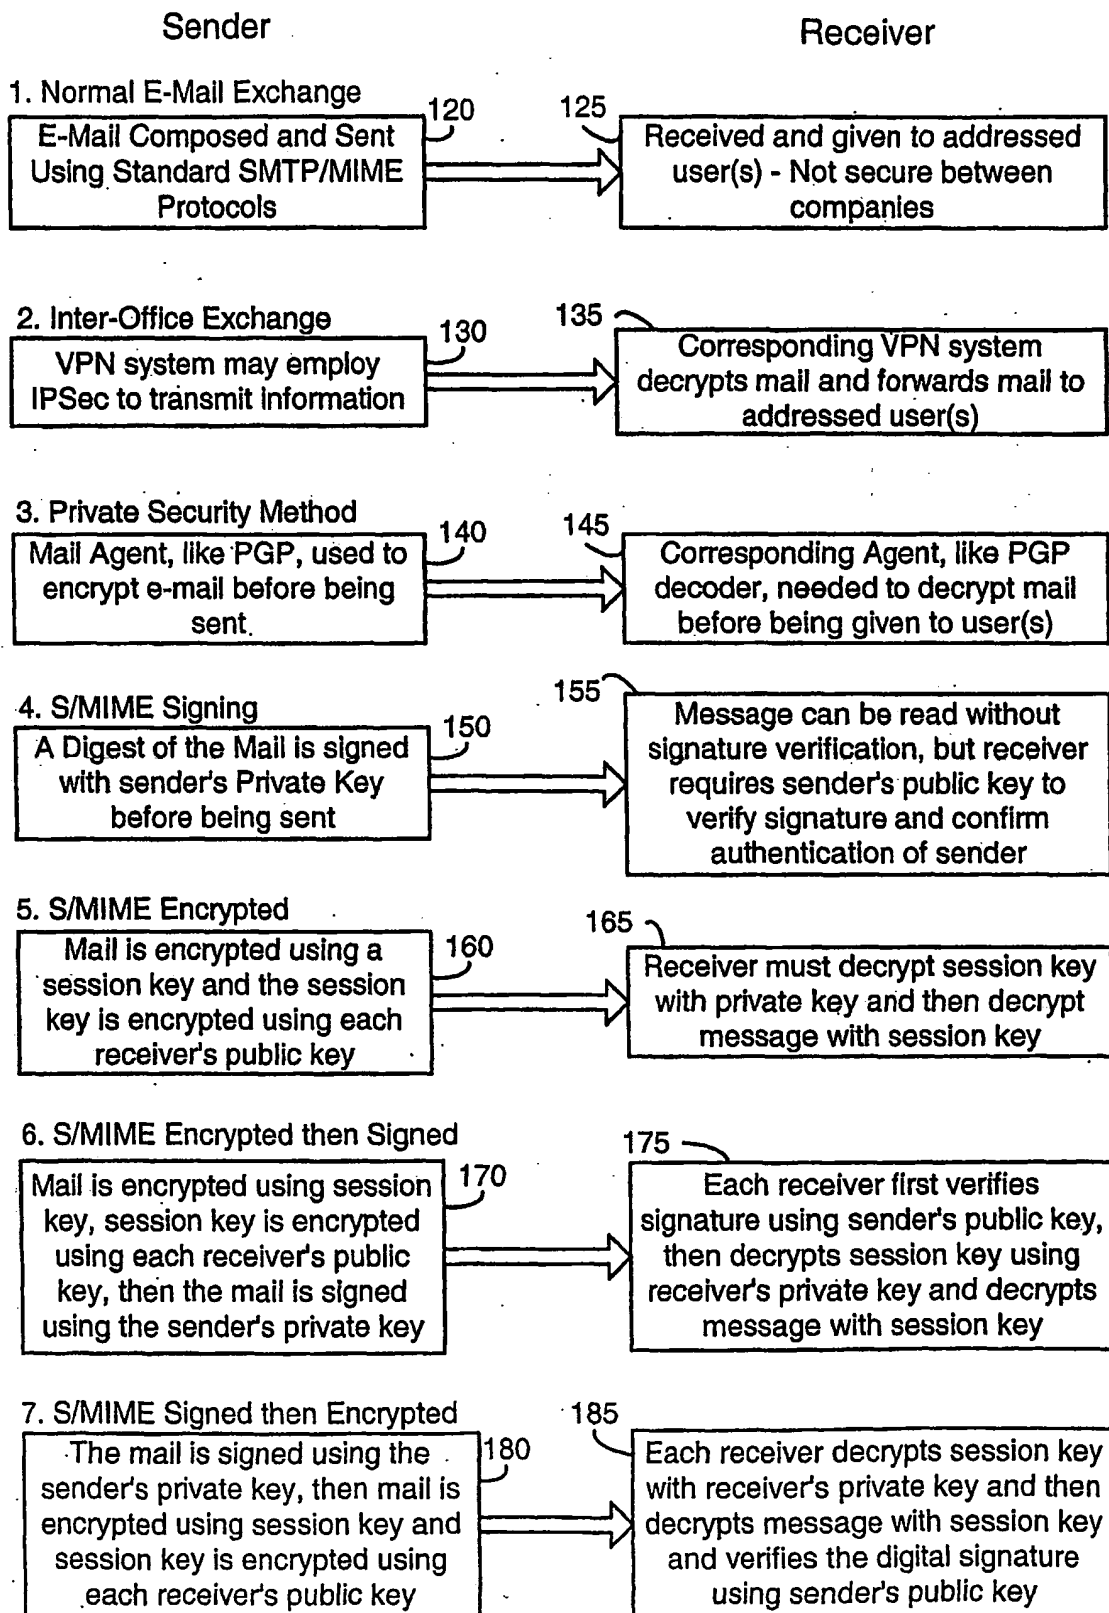 Sender
Receiver
1. Normal E-Mail Exchange
120
125
E-Mail Composed and Sent
Using Standard SMTP/MIME
Protocols
Received and given to addressed
user(s) - Not secure between
companies
2. Inter-Office Exchange
130
135
VPN system may employ
IPSec to transmit information
Corresponding VPN system
decrypts mail and forwards mail to
addressed user(s)
3. Private Security Method
140
145
Mail Agent, like PGP, used to
encrypt e-mail before being
sent.
Corresponding Agent, like PGP
decoder, needed to decrypt mail
before being given to user(s)
4. S/MIME Signing
150
155
A Digest of the Mail is signed
with sender's Private Key
before being sent
Message can be read without
signature verification, but receiver
requires sender's public key to
verify signature and confirm
authentication of sender
5. S/MIME Encrypted
160
165
Mail is encrypted using a
session key and the session
key is encrypted using each
receiver's public key
Receiver must decrypt session key
with private key and then decrypt
message with session key
6. S/MIME Encrypted then Signed
170
175
Mail is encrypted using session
key, session key is encrypted
using each receiver's public
key, then the mail is signed
using the sender's private key
Each receiver first verifies
signature using sender's public key,
then decrypts session key using
receiver's private key and decrypts
message with session key
7. S/MIME Signed then Encrypted
180
185
The mail is signed using the
sender's private key, then mail is
encrypted using session key and
session key is encrypted using
each receiver's public key
Each receiver decrypts session key
with receiver's private key and then
decrypts message with session key
and verifies the digital signature
using sender's public key